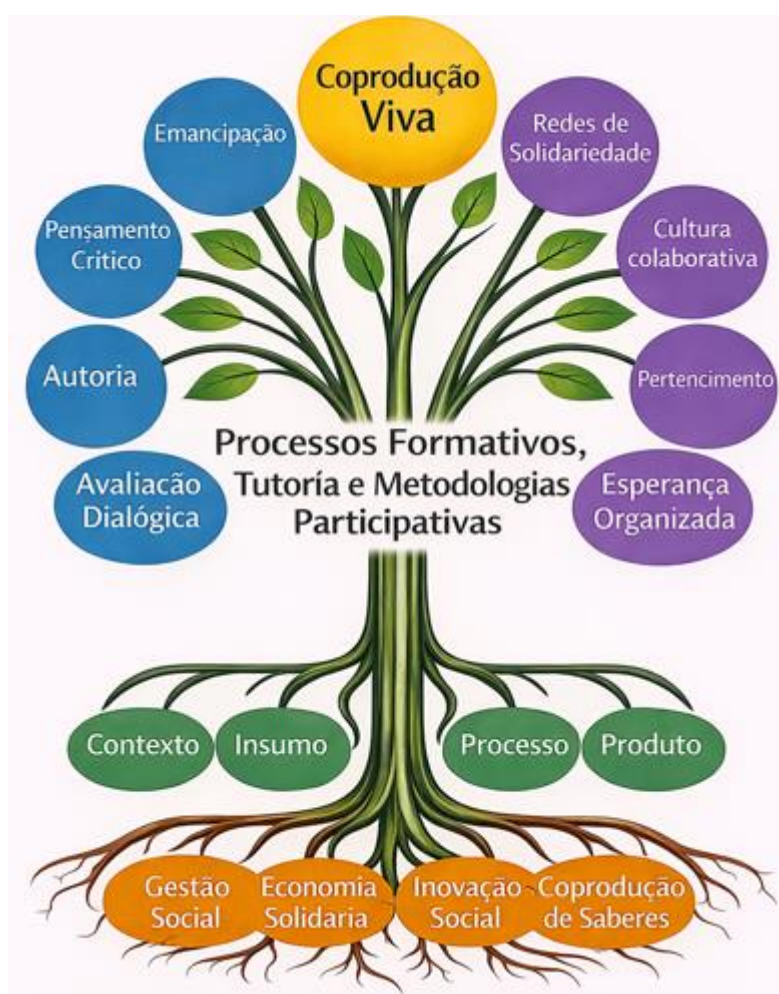 Coprodução
Viva
Emancipação
Redes de
Solidariedade
Pensamento
Crítico
Cultura
colaborativa
Autoria
Pertencimento
Processos Formativos,
Tutoría e Metodologias
Participativas
Avaliacão
Dialógica
Esperança
Organizada
Contexto
Insumo
Processo
Produto
Gestão
Social
Economia
Solidaria
Inovação
Social
Coprodução
de Saberes